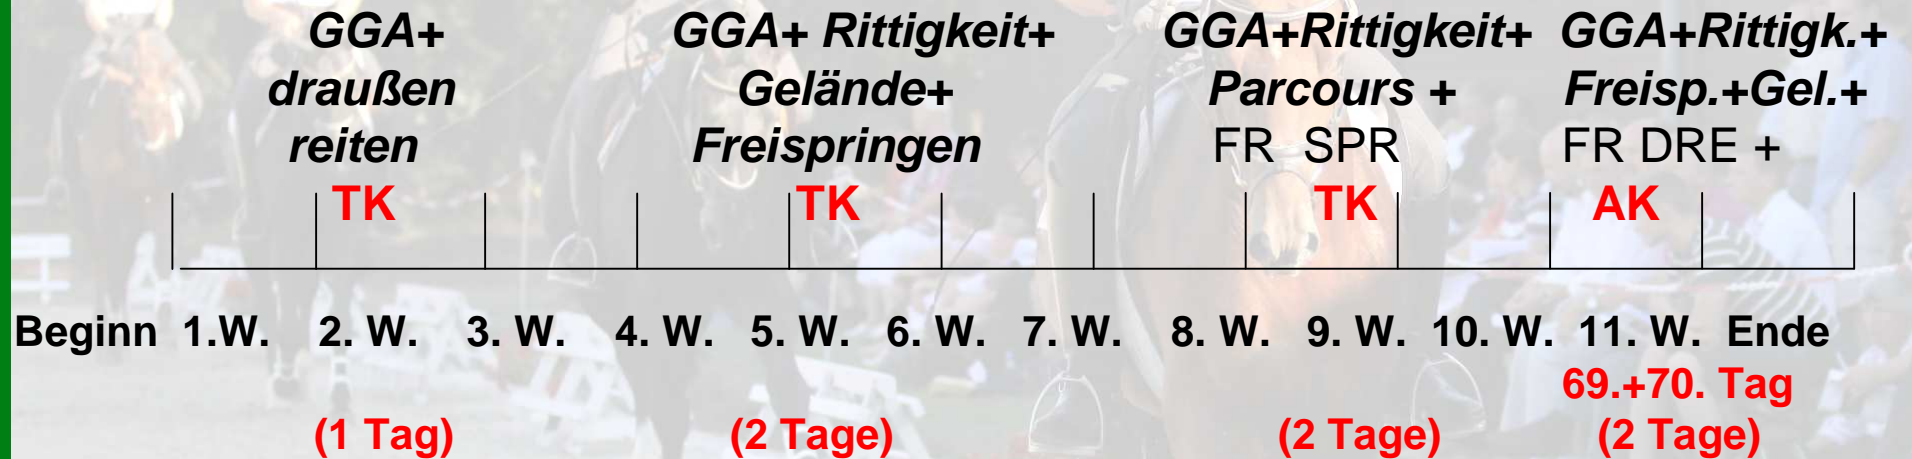 GGA+ GGA+ Rittigkeit+ GGA+Rittigkeit+ GGA+Rittigk.+
draußen Gelände+ Parcours + Freisp.+Gel.+
reiten Freispringen FR SPR FR DRE +
TK TK TK AK
Beginn 1.W. 2. W. 3. W. 4. W. 5. W. 6. W. 7. W. 8. W. 9. W. 10. W. 11. W. Ende
69.+70. Tag
(1 Tag) (2 Tage) (2 Tage) (2 Tage)